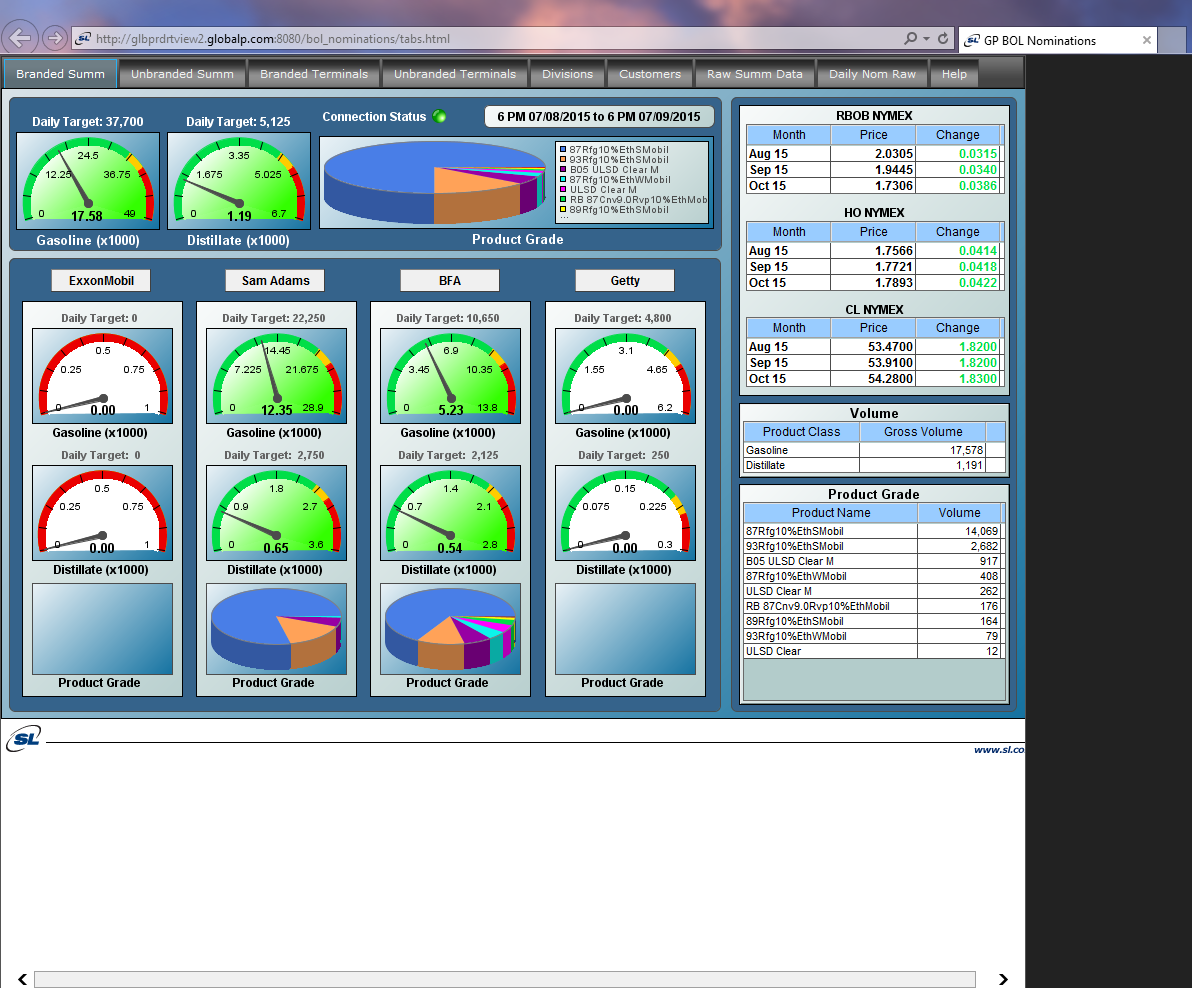 http://glbprdrtview2.globalp.com:8080/bol_nominations/tabs.html
GP BOL Nominations
Branded Summ Unbranded Summ Branded Terminals Unbranded Terminals Divisions Customers Raw Summ Data Daily Nom Raw Help
Daily Target: 37,700
12.25 24.5 36.75
0 17.58 49
Gasoline (x1000)
Daily Target: 5,125
1.675 3.35 5.025
0 1.19 6.7
Distillate (x1000)
Connection Status
6 PM 07/08/2015 to 6 PM 07/09/2015
87Rfg10%EthSMobil
93Rfg10%EthSMobil
B05 ULSD Clear M
87Rfg10%EthWMobil
ULSD Clear M
RB 87Cnv9.0Rvp10%EthMob
89Rfg10%EthSMobil
...
Product Grade
ExxonMobil
Daily Target: 0
0.25 0.5 0.75
0 0.00 1
Gasoline (x1000)
Daily Target: 0
0.25 0.5 0.75
0 0.00 1
Distillate (x1000)
Product Grade
Sam Adams
Daily Target: 22,250
7.225 14.45 21.675
0 12.35 28.9
Gasoline (x1000)
Daily Target: 2,750
0.9 1.8 2.7
0 0.65 3.6
Distillate (x1000)
Product Grade
BFA
Daily Target: 10,650
3.45 6.9 10.35
0 5.23 13.8
Gasoline (x1000)
Daily Target: 2,125
0.7 1.4 2.1
0 0.54 2.8
Distillate (x1000)
Product Grade
Getty
Daily Target: 4,800
1.55 3.1 4.65
0 0.00 6.2
Gasoline (x1000)
Daily Target: 250
0.075 0.15 0.225
0 0.00 0.3
Distillate (x1000)
Product Grade
RBOB NYMEX
Month Price Change
Aug 15 2.0305 0.0315
Sep 15 1.9445 0.0340
Oct 15 1.7306 0.0386
HO NYMEX
Month Price Change
Aug 15 1.7566 0.0414
Sep 15 1.7721 0.0418
Oct 15 1.7893 0.0422
CL NYMEX
Month Price Change
Aug 15 53.4700 1.8200
Sep 15 53.9100 1.8200
Oct 15 54.2800 1.8300
Volume
Product Class Gross Volume
Gasoline 17,578
Distillate 1,191
Product Grade
Product Name Volume
87Rfg10%EthSMobil 14,069
93Rfg10%EthSMobil 2,682
B05 ULSD Clear M 917
87Rfg10%EthWMobil 408
ULSD Clear M 262
RB 87Cnv9.0Rvp10%EthMobil 176
89Rfg10%EthSMobil 164
93Rfg10%EthWMobil 79
ULSD Clear 12
SL
www.sl.co